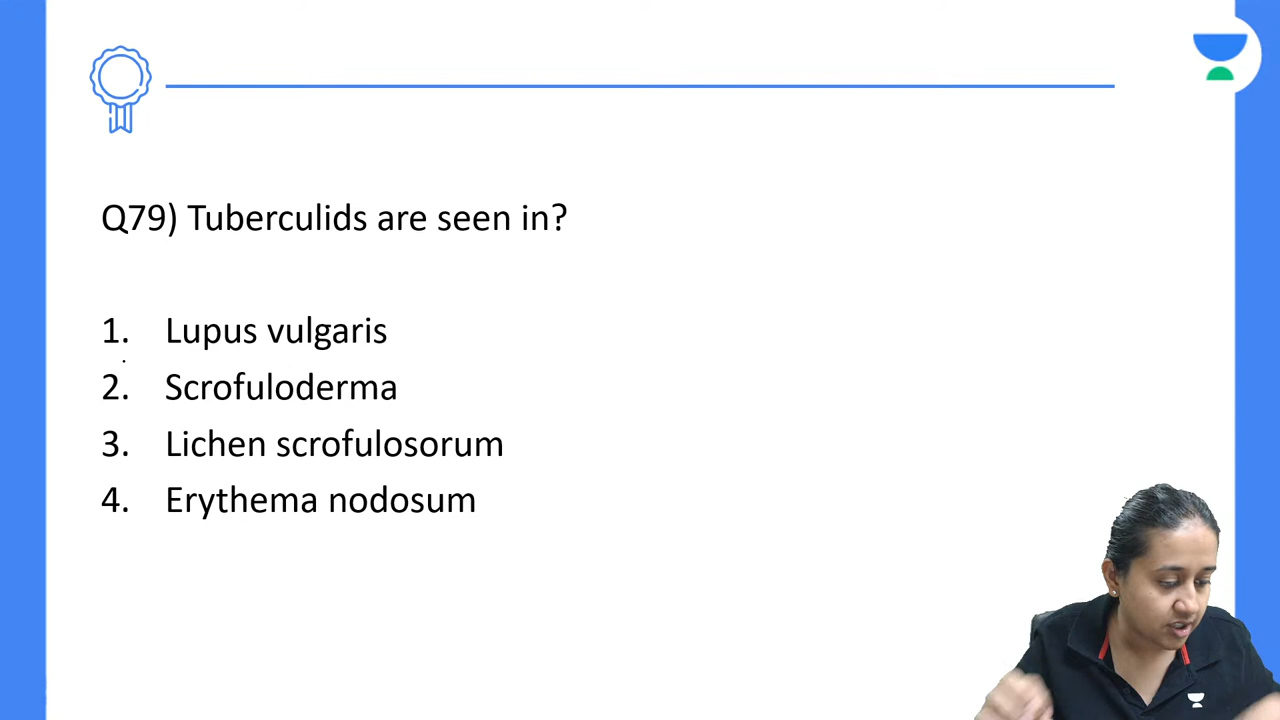 Q79) Tuberculids are seen in?
1. Lupus vulgaris
2. Scrofuloderma
3. Lichen scrofulosorum
4. Erythema nodosum